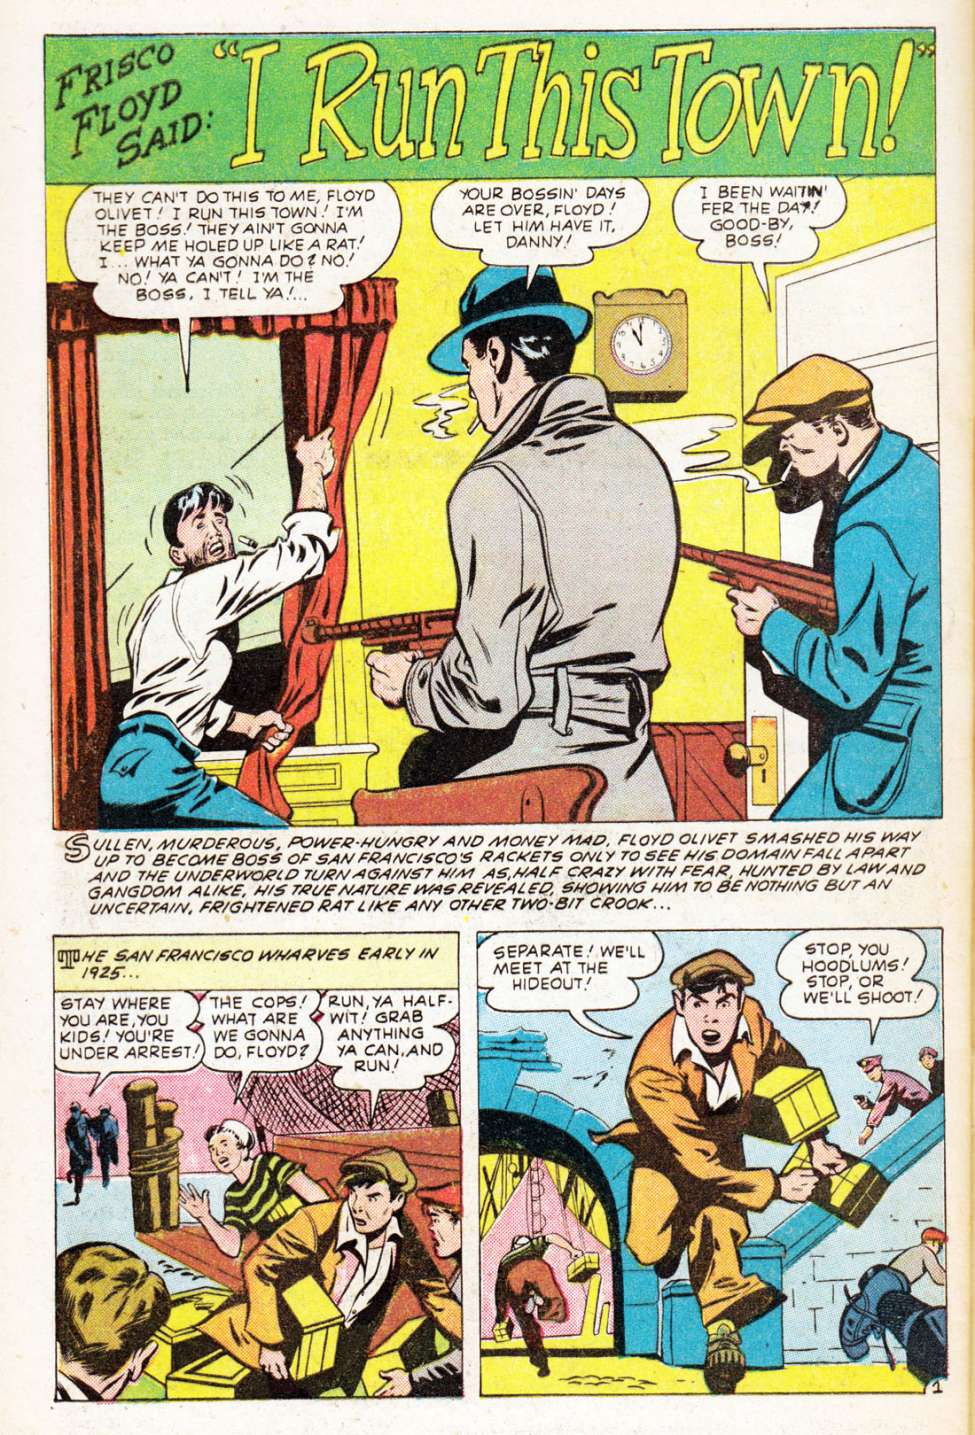 FRISCO
FLOYD
SAID:
"I RUN THIS TOWN!"
THEY CAN'T DO THIS TO ME, FLOYD
OLIVET! I RUN THIS TOWN! I'M
THE BOSS! THEY AIN'T GONNA
KEEP ME HOLED UP LIKE A RAT!
I... WHAT YA GONNA DO? NO!
NO! YA CAN'T! I'M THE
BOSS, I TELL YA!...
YOUR BOSSIN' DAYS
ARE OVER, FLOYD!
LET HIM HAVE IT,
DANNY!
I BEEN WAITIN'
FER THE DAY!
GOOD-BY,
BOSS!
SULLEN, MURDEROUS, POWER-HUNGRY AND MONEY MAD, FLOYD OLIVET SMASHED HIS WAY
UP TO BECOME BOSS OF SAN FRANCISCO'S RACKETS ONLY TO SEE HIS DOMAIN FALL APART
AND THE UNDERWORLD TURN AGAINST HIM AS, HALF CRAZY WITH FEAR, HUNTED BY LAW AND
GANGDOM ALIKE, HIS TRUE NATURE WAS REVEALED, SHOWING HIM TO BE NOTHING BUT AN
UNCERTAIN, FRIGHTENED RAT LIKE ANY OTHER TWO-BIT CROOK...
THE SAN FRANCISCO WHARVES EARLY IN
1925...
STAY WHERE
YOU ARE, YOU
KIDS! YOU'RE
UNDER ARREST!
THE COPS!
WHAT ARE
WE GONNA
DO, FLOYD?
RUN, YA HALF-
WIT! GRAB
ANYTHING
YA CAN, AND
RUN!
SEPARATE! WE'LL
MEET AT THE
HIDEOUT!
STOP, YOU
HOODLUMS!
STOP, OR
WE'LL SHOOT!
1